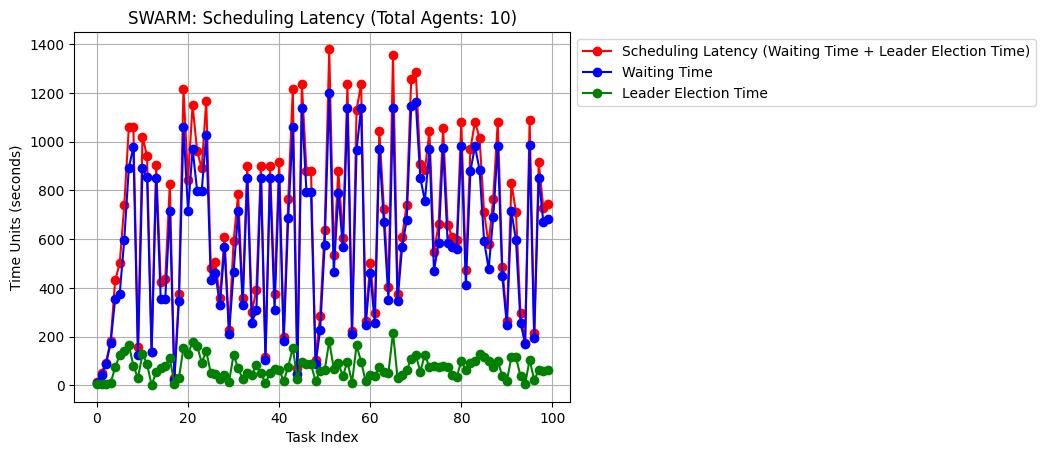 SWARM: Scheduling Latency (Total Agents: 10)
Scheduling Latency (Waiting Time + Leader Election Time)
Waiting Time
Leader Election Time
Time Units (seconds)
1400
1200
1000
800
600
400
200
0
0 20 40 60 80 100
Task Index